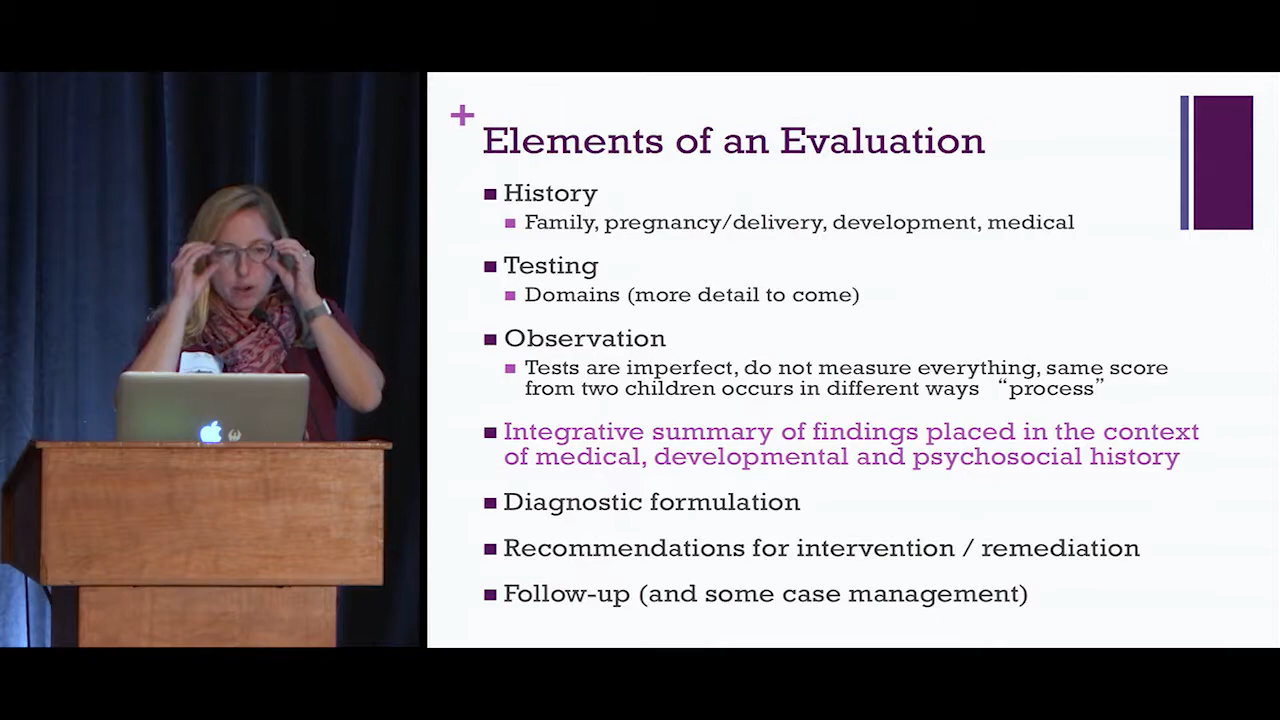 +
Elements of an Evaluation
■ History
■ Family, pregnancy/delivery, development, medical
■ Testing
■ Domains (more detail to come)
■ Observation
■ Tests are imperfect, do not measure everything, same score
from two children occurs in different ways “process”
■ Integrative summary of findings placed in the context
of medical, developmental and psychosocial history
■ Diagnostic formulation
■ Recommendations for intervention / remediation
■ Follow-up (and some case management)